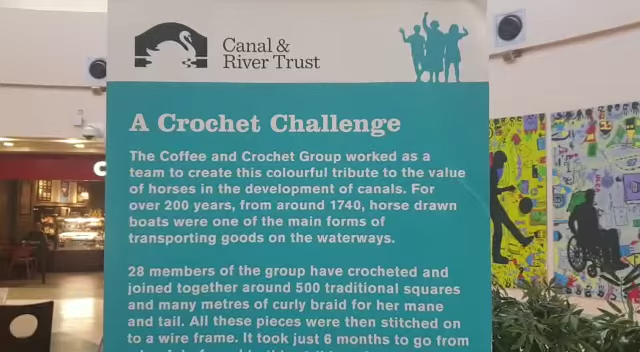 Canal &
River Trust
A Crochet Challenge
The Coffee and Crochet Group worked as a
team to create this colourful tribute to the value
of horses in the development of canals. For
over 200 years, from around 1740, horse drawn
boats were one of the main forms of
transporting goods on the waterways.
28 members of the group have crocheted and
joined together around 500 traditional squares
and many metres of curly braid for her mane
and tail. All these pieces were then stitched on
to a wire frame. It took just 6 months to go from